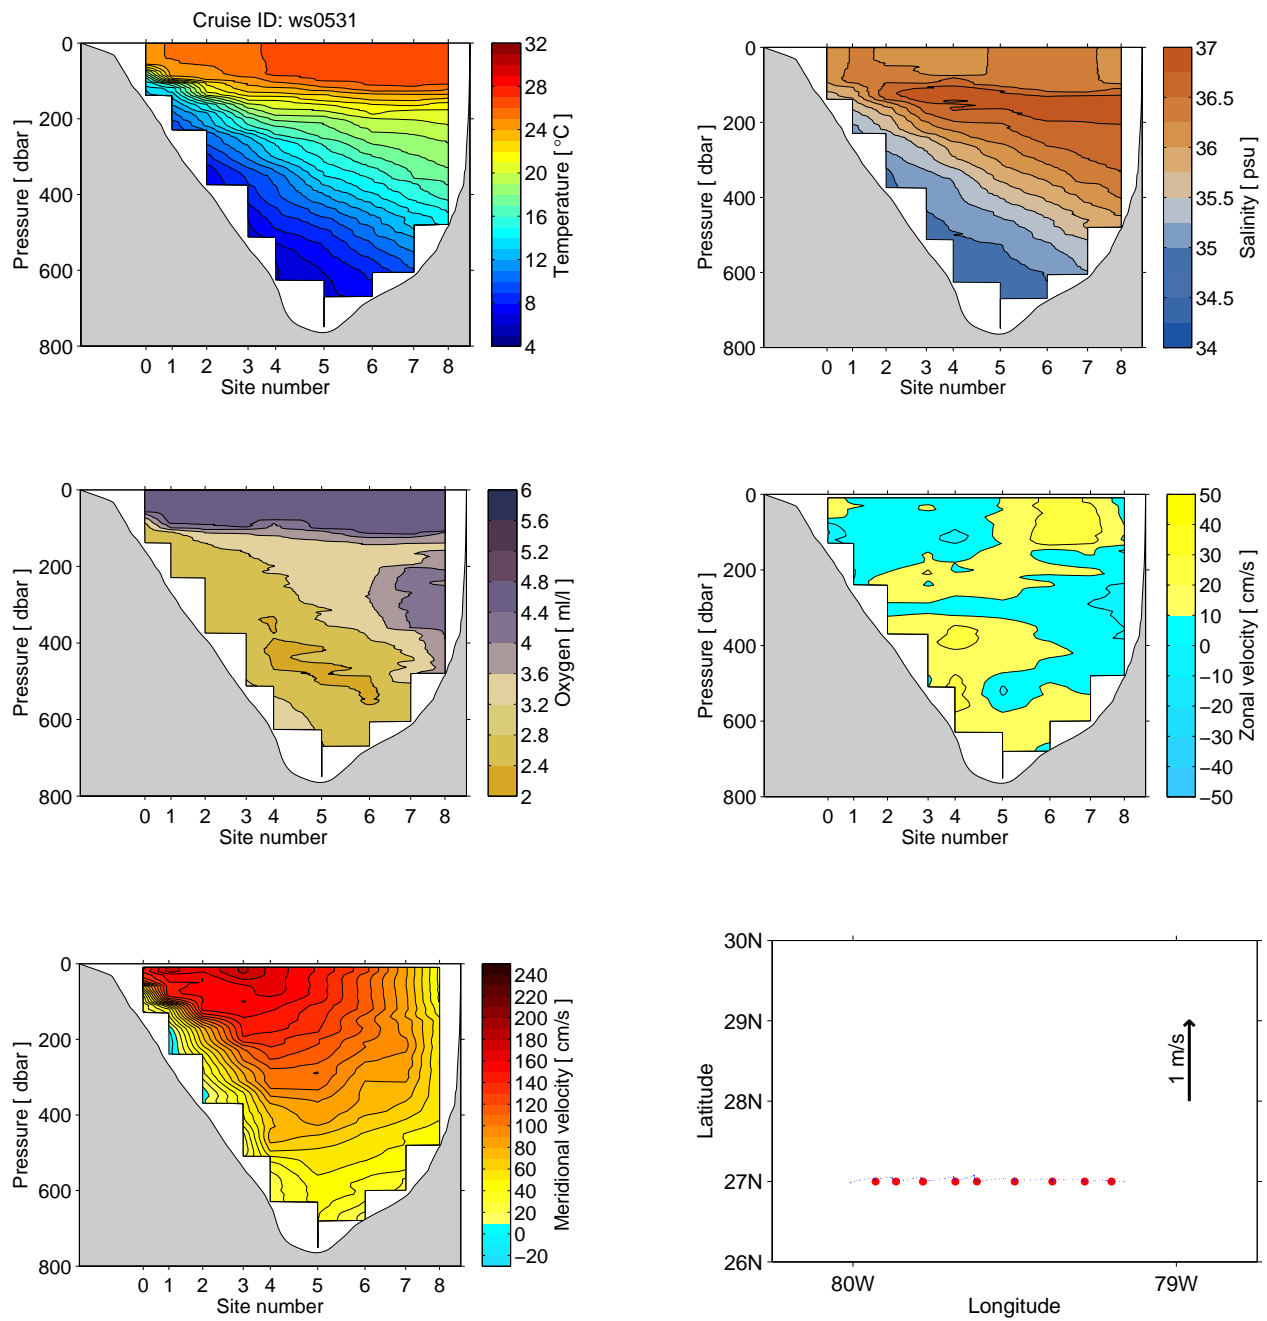 Cruise ID: ws0531
0
200
400
600
800
Pressure [ dbar ]
0 1 2 3 4 5 6 7 8
Site number
32
28
24
20
16
12
8
4
Temperature [ °C ]
0
200
400
600
800
Pressure [ dbar ]
0 1 2 3 4 5 6 7 8
Site number
37
36.5
36
35.5
35
34.5
34
Salinity [ psu ]
0
200
400
600
800
Pressure [ dbar ]
0 1 2 3 4 5 6 7 8
Site number
6
5.6
5.2
4.8
4.4
4
3.6
3.2
2.8
2.4
2
Oxygen [ ml/l ]
0
200
400
600
800
Pressure [ dbar ]
0 1 2 3 4 5 6 7 8
Site number
50
40
30
20
10
0
−10
−20
−30
−40
−50
Zonal velocity [ cm/s ]
0
200
400
600
800
Pressure [ dbar ]
0 1 2 3 4 5 6 7 8
Site number
240
220
200
180
160
140
120
100
80
60
40
20
0
−20
Meridional velocity [ cm/s ]
30N
29N
28N
27N
26N
Latitude
1 m/s
80W 79W
Longitude